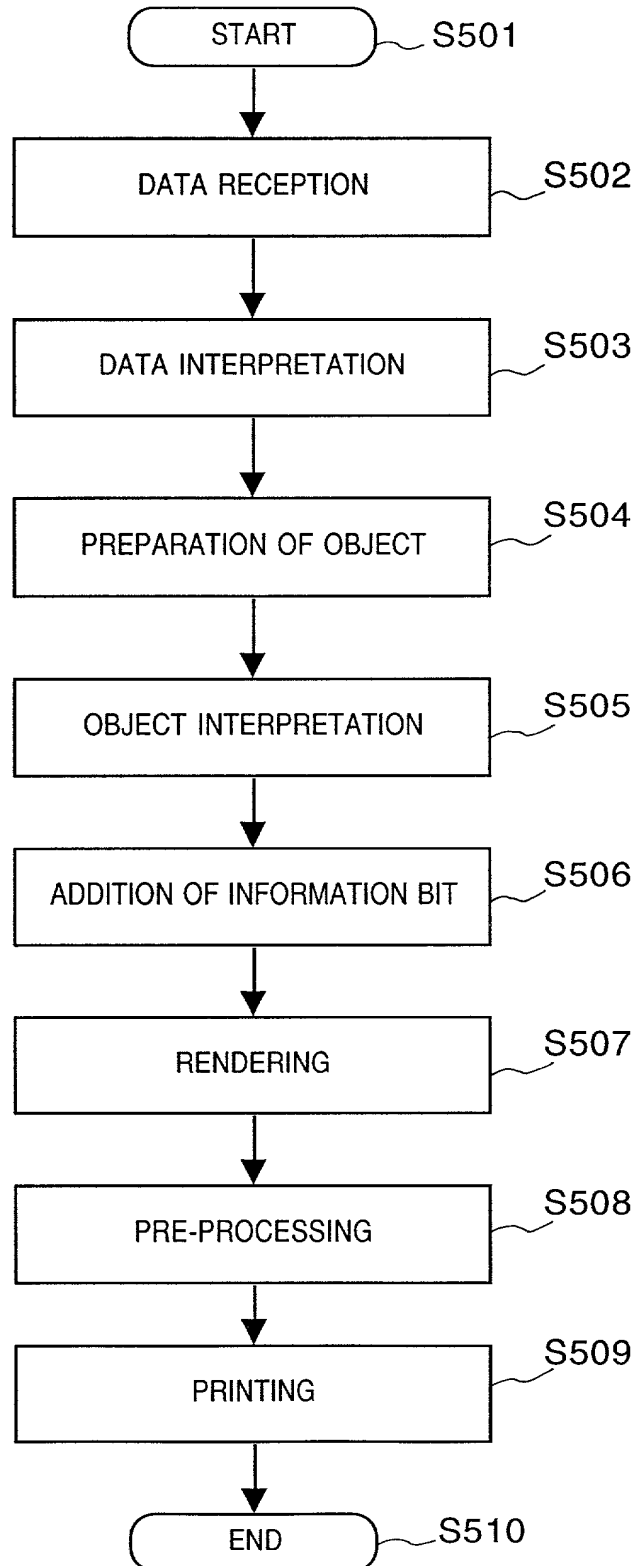 START S501
DATA RECEPTION S502
DATA INTERPRETATION S503
PREPARATION OF OBJECT S504
OBJECT INTERPRETATION S505
ADDITION OF INFORMATION BIT S506
RENDERING S507
PRE-PROCESSING S508
PRINTING S509
END S510